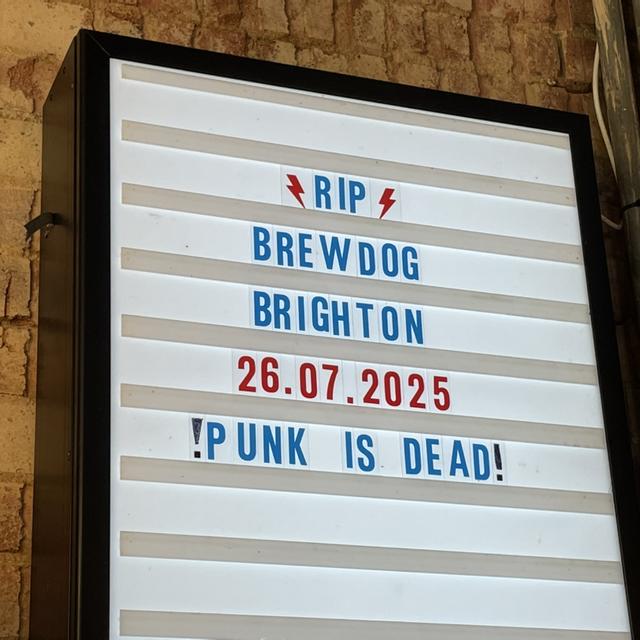 RIP
BREWDOG
BRIGHTON
26.07.2025
!PUNK IS DEAD!